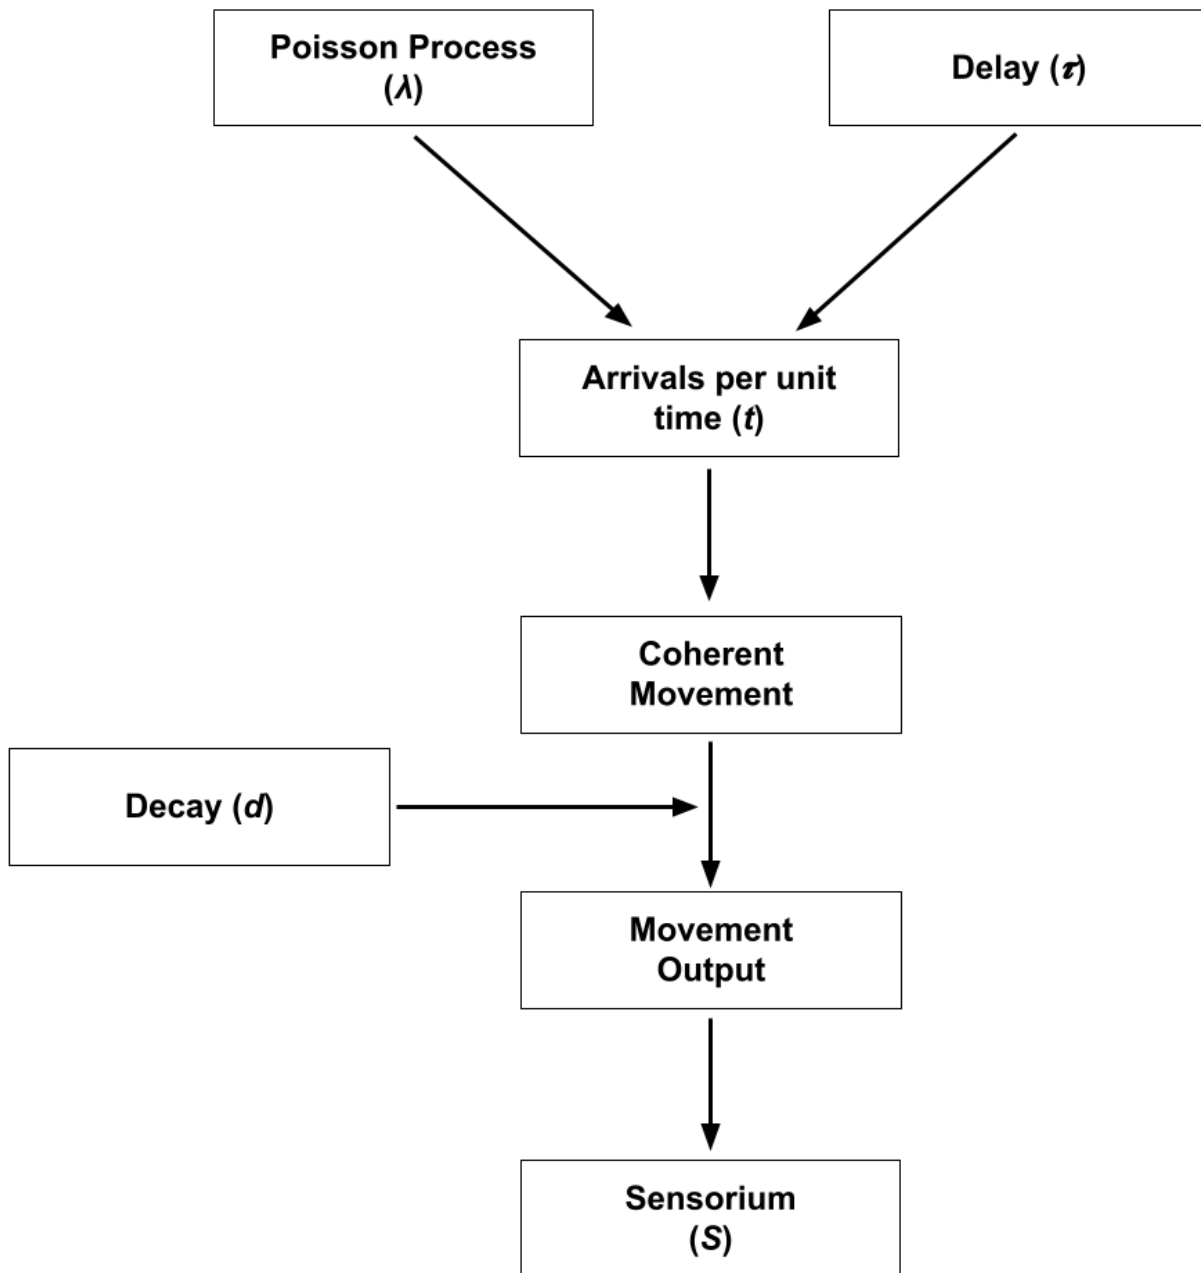 Poisson Process
(λ)
Delay (τ)
Arrivals per unit
time (t)
Coherent
Movement
Decay (d)
Movement
Output
Sensorium
(S)